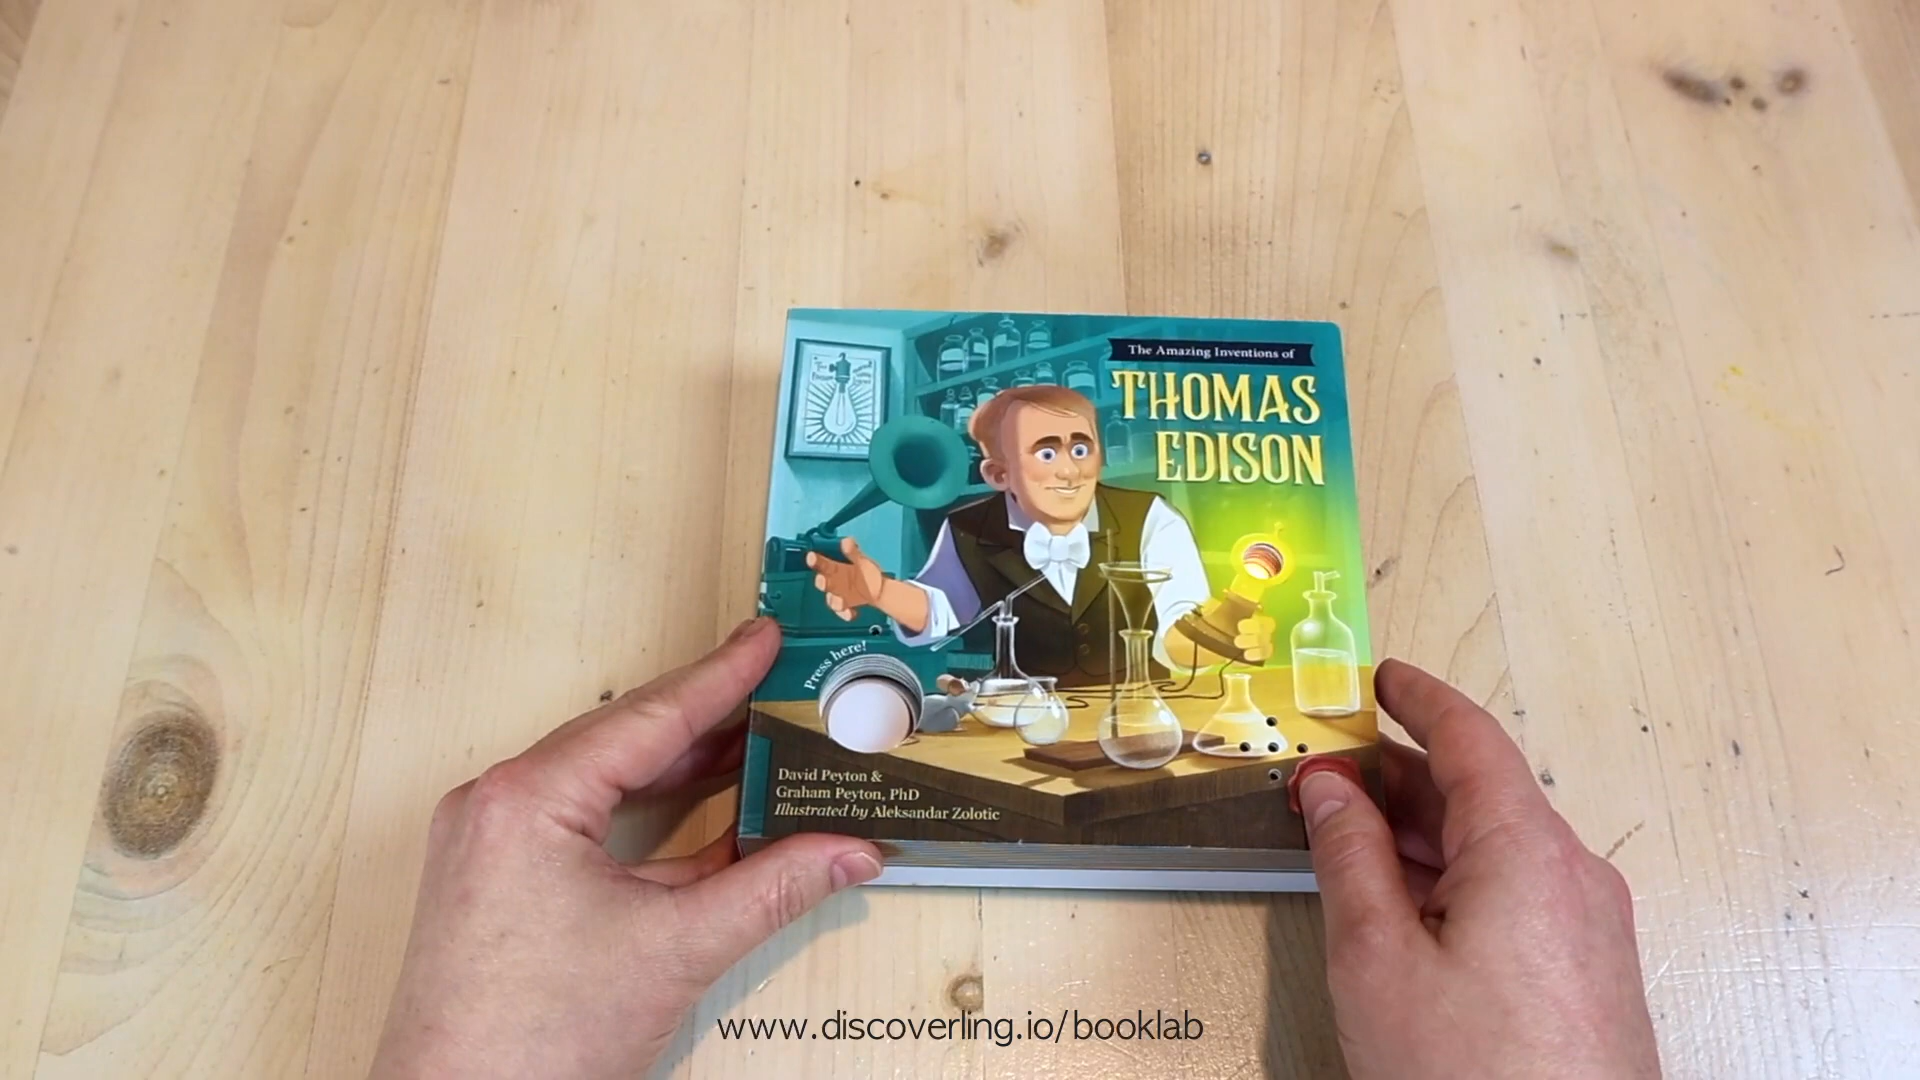 The Amazing Inventions of
THOMAS
EDISON
Press here!
David Peyton &
Graham Peyton, PhD
Illustrated by Aleksandar Zolotic
www.discoverling.io/booklab